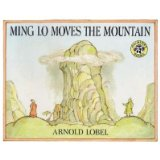 MING LO MOVES THE MOUNTAIN
ARNOLD LOBEL